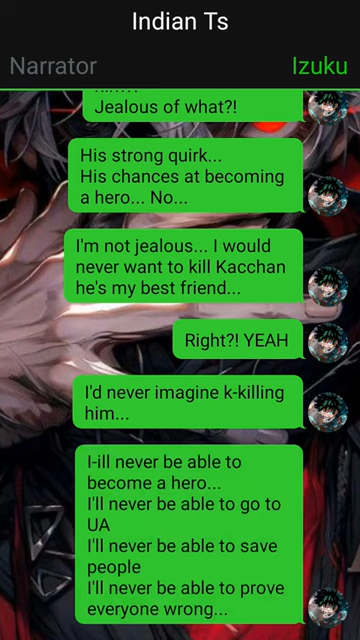 Indian Ts
Narrator
Izuku
Jealous of what?!
His strong quirk...
His chances at becoming
a hero... No...
I'm not jealous... I would
never want to kill Kacchan
he's my best friend...
Right?! YEAH
I'd never imagine k-killing
him...
I-ill never be able to
become a hero...
I'll never be able to go to
UA
I'll never be able to save
people
I'll never be able to prove
everyone wrong...